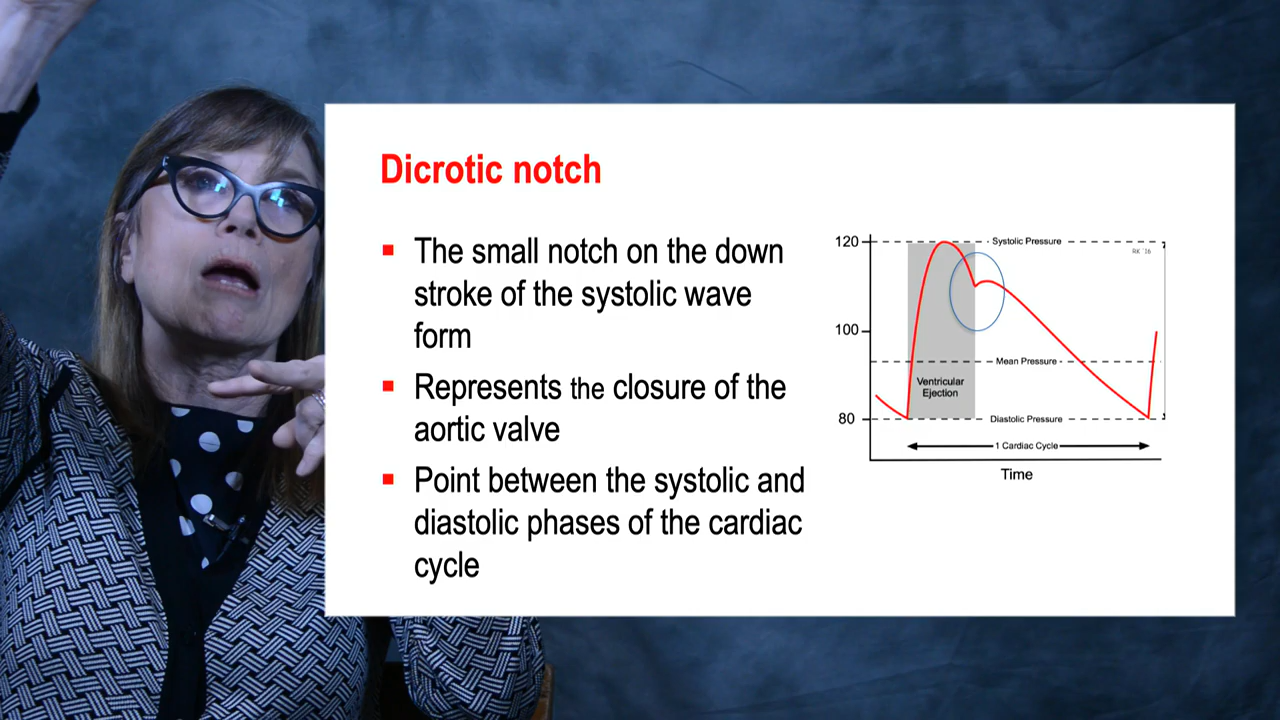 Dicrotic notch
▪ The small notch on the down
stroke of the systolic wave
form
▪ Represents the closure of the
aortic valve
▪ Point between the systolic and
diastolic phases of the cardiac
cycle
120
Systolic Pressure
RK '16
100
Mean Pressure
Ventricular
Ejection
80
Diastolic Pressure
1 Cardiac Cycle
Time